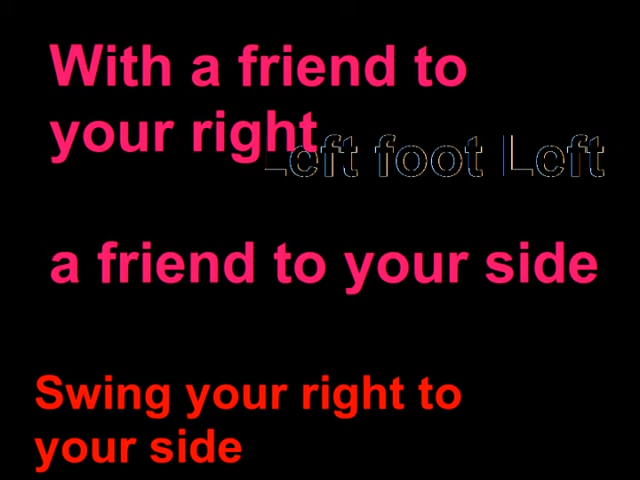 With a friend to
your right
Left foot Left
a friend to your side
Swing your right to
your side